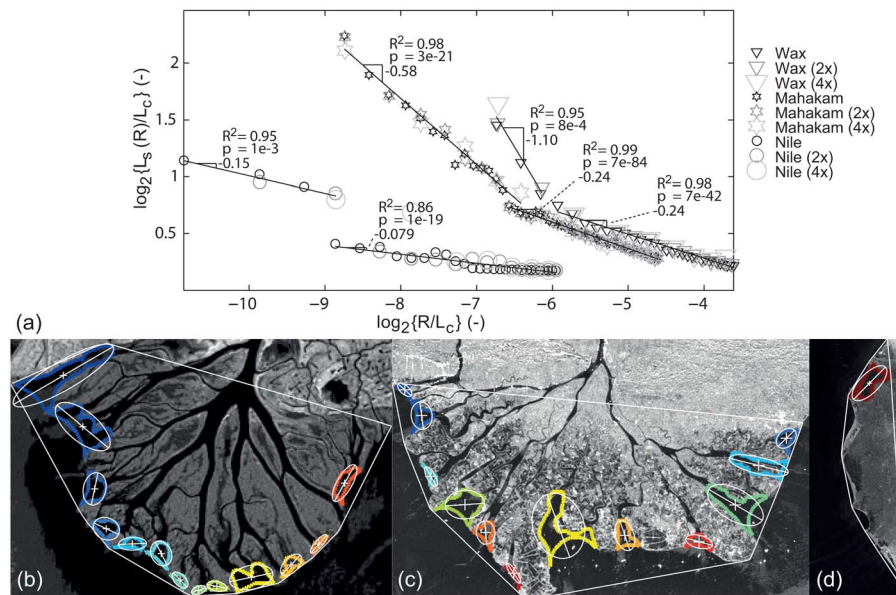 2
1.5
1
0.5
log2{Ls (R)/Lc} (-)
R2= 0.98
p = 3e-21
-0.58
R2= 0.95
p = 8e-4
-1.10
R2= 0.99
p = 7e-84
-0.24
R2= 0.98
p = 7e-42
-0.24
R2= 0.95
p = 1e-3
-0.15
R2= 0.86
p = 1e-19
-0.079
Wax
Wax (2x)
Wax (4x)
Mahakam
Mahakam (2x)
Mahakam (4x)
Nile
Nile (2x)
Nile (4x)
−10 −9 −8 −7 −6 −5 −4
log2{R/Lc} (-)
(a)
(b)
(c)
(d)